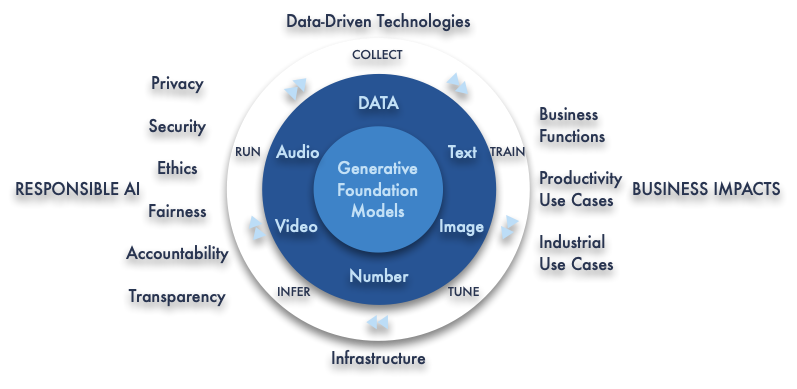 Data-Driven Technologies
COLLECT
DATA
Privacy
Security
Ethics
RESPONSIBLE AI
Fairness
Accountability
Transparency
RUN
Audio
Text
TRAIN
Generative
Foundation
Models
Video
Image
Number
INFER
TUNE
Business
Functions
Productivity
Use Cases
BUSINESS IMPACTS
Industrial
Use Cases
Infrastructure